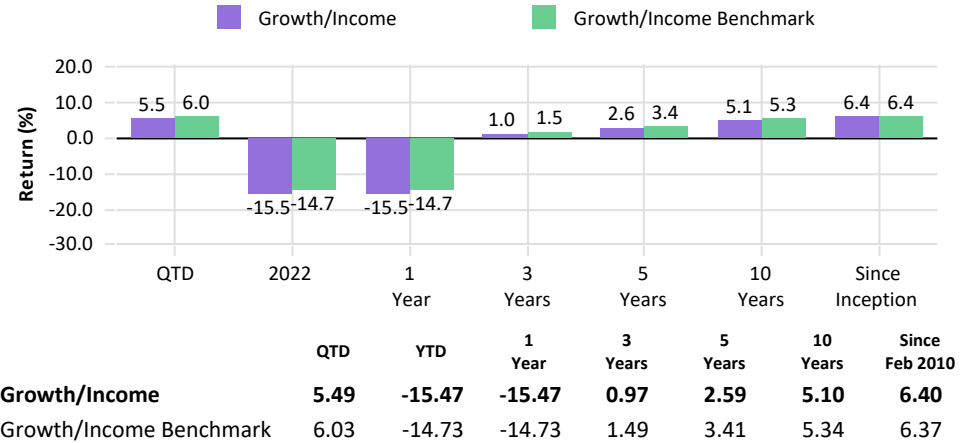 Growth/Income Growth/Income Benchmark
20.0
10.0
0.0
-10.0
-20.0
-30.0
Return (%)
5.5 6.0
-15.5 -14.7
-15.5 -14.7
1.0 1.5
2.6 3.4
5.1 5.3
6.4 6.4
QTD 2022 1 3 5 10 Since
Year Years Years Years Inception
QTD YTD 1 3 5 10 Since
Year Years Years Years Feb 2010
Growth/Income 5.49 -15.47 -15.47 0.97 2.59 5.10 6.40
Growth/Income Benchmark 6.03 -14.73 -14.73 1.49 3.41 5.34 6.37